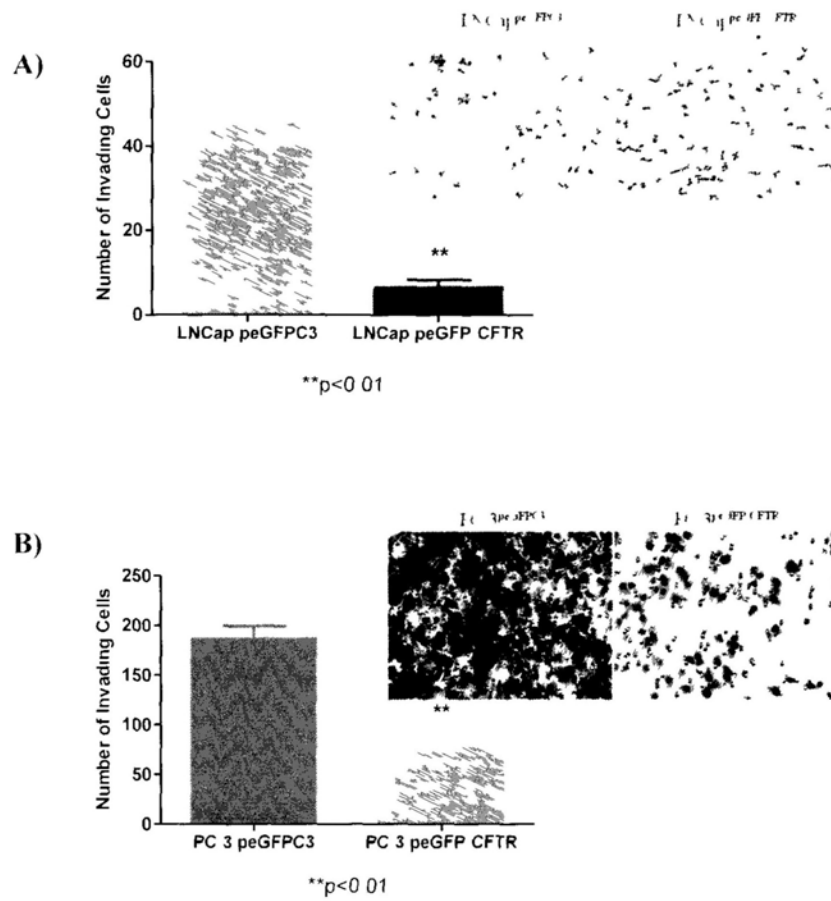 A)
Number of Invading Cells
60
40
20
0
**
LNCap peGFPC3 LNCap peGFP CFTR
**p<0 01
B)
Number of Invading Cells
250
200
150
100
50
0
**
PC 3 peGFPC3 PC 3 peGFP CFTR
**p<0 01